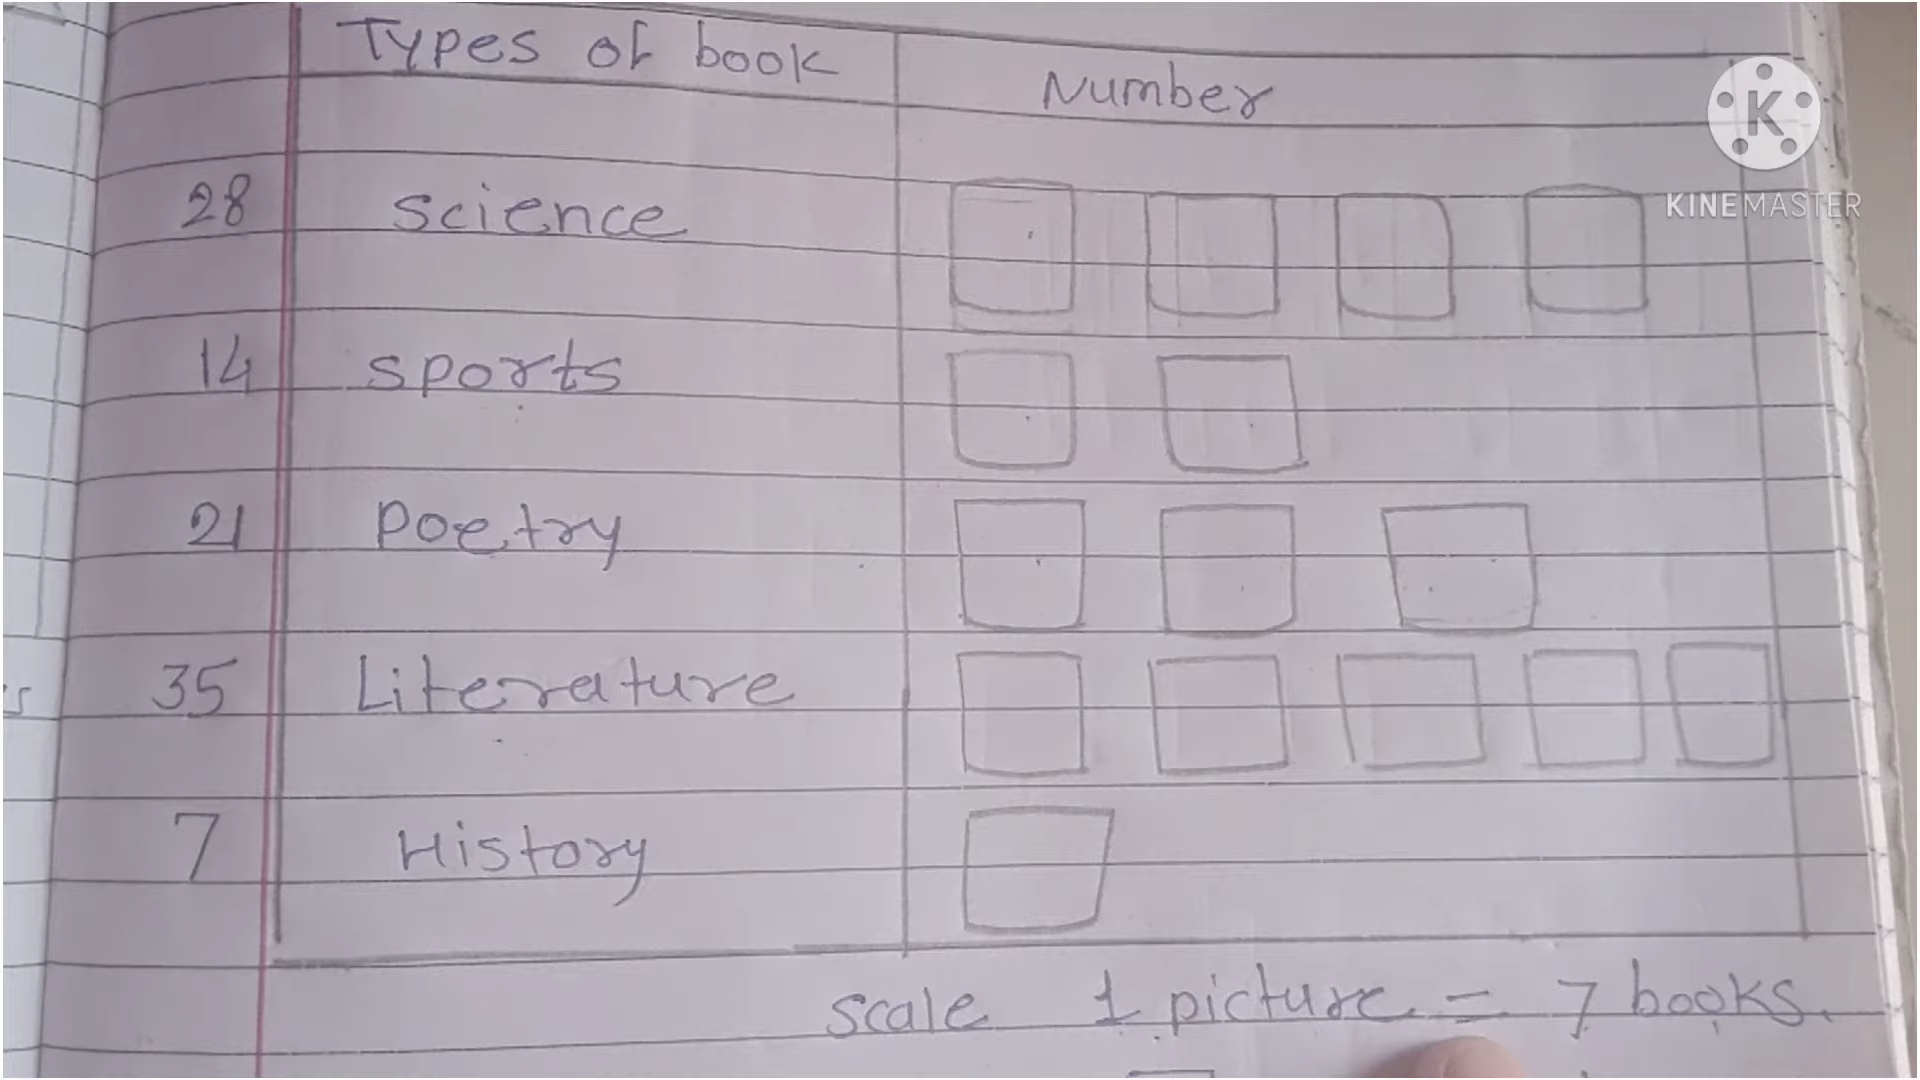 Types of book Number
K
KINEMASTER
28 science
14 sports
21 Poetry
35 Literature
7 History
scale 1 picture = 7 books.